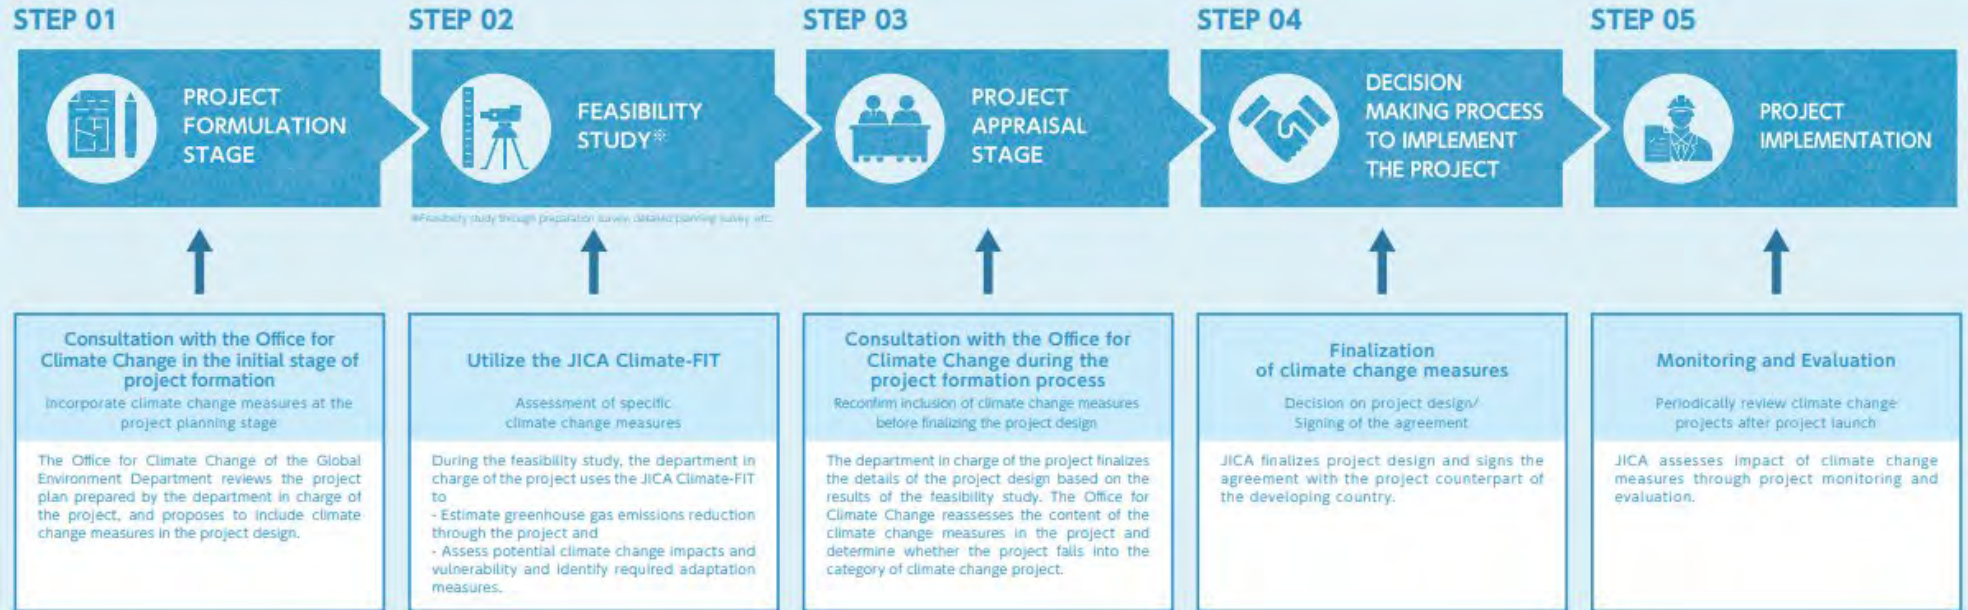 STEP 01
PROJECT
FORMULATION
STAGE
Consultation with the Office for
Climate Change in the initial stage of
project formation
Incorporate climate change measures at the
project planning stage
The Office for Climate Change of the Global
Environment Department reviews the project
plan prepared by the department in charge of
the project, and proposes to include climate
change measures in the project design.
STEP 02
FEASIBILITY
STUDY※
※Feasibility study through preparation survey, detailed planning survey, etc.
Utilize the JICA Climate-FIT
Assessment of specific
climate change measures
During the feasibility study, the department in
charge of the project uses the JICA Climate-FIT
to
- Estimate greenhouse gas emissions reduction
through the project and
- Assess potential climate change impacts and
vulnerability and identify required adaptation
measures.
STEP 03
PROJECT
APPRAISAL
STAGE
Consultation with the Office for
Climate Change during the
project formation process
Reconfirm inclusion of climate change measures
before finalizing the project design
The department in charge of the project finalizes
the details of the project design based on the
results of the feasibility study. The Office for
Climate Change reassesses the content of the
climate change measures in the project and
determine whether the project falls into the
category of climate change project.
STEP 04
DECISION
MAKING PROCESS
TO IMPLEMENT
THE PROJECT
Finalization
of climate change measures
Decision on project design/
Signing of the agreement
JICA finalizes project design and signs the
agreement with the project counterpart of
the developing country.
STEP 05
PROJECT
IMPLEMENTATION
Monitoring and Evaluation
Periodically review climate change
projects after project launch
JICA assesses impact of climate change
measures through project monitoring and
evaluation.